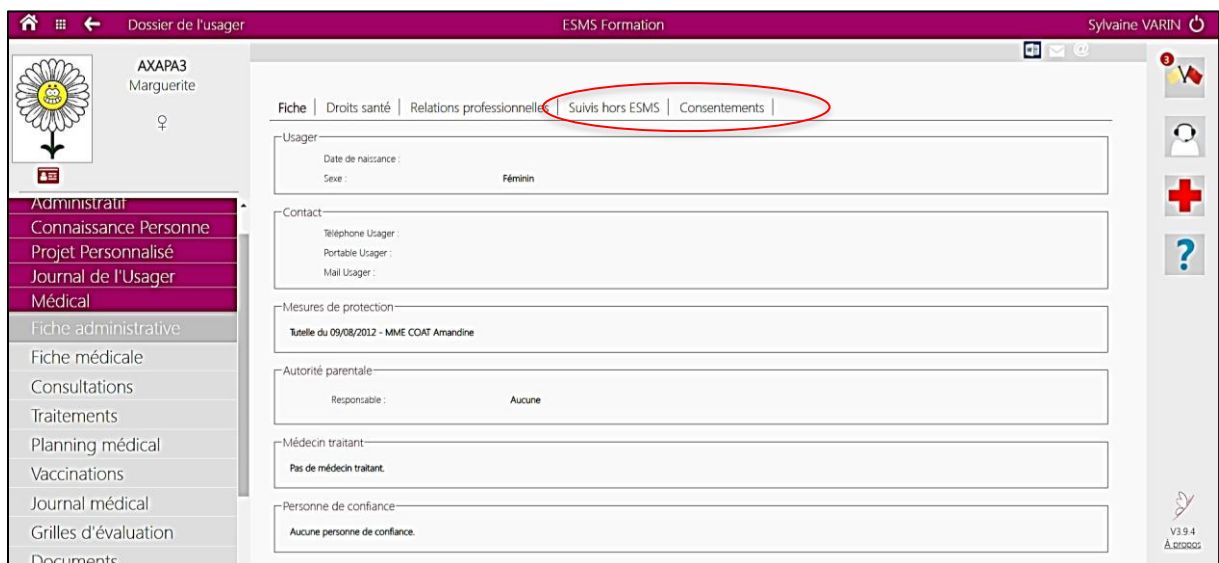 Dossier de l'usager
ESMS Formation
Sylvaine VARIN
AXAPA3
Marguerite
Administratif
Connaissance Personne
Projet Personnalisé
Journal de l'Usager
Médical
Fiche administrative
Fiche médicale
Consultations
Traitements
Planning médical
Vaccinations
Journal médical
Grilles d'évaluation
Documents
Fiche | Droits santé | Relations professionnelles | Suivis hors ESMS | Consentements |
Usager
Date de naissance :
Sexe : Féminin
Contact
Téléphone Usager :
Portable Usager :
Mail Usager :
Mesures de protection
Tutelle du 09/08/2012 - MME COAT Amandine
Autorité parentale
Responsable : Aucune
Médecin traitant
Pas de médecin traitant.
Personne de confiance
Aucune personne de confiance.
3
?
V3.9.4
À propos